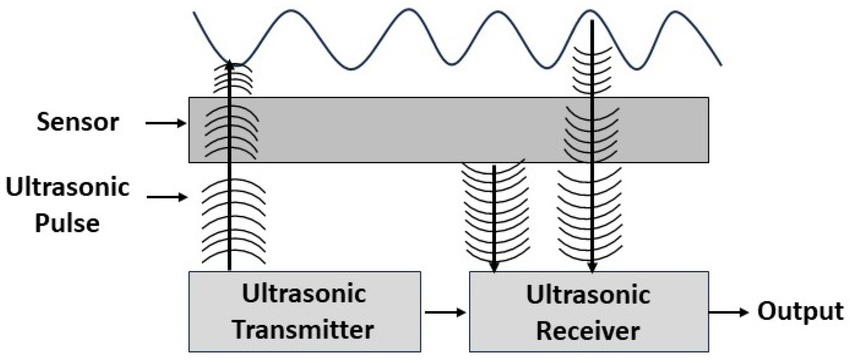 Sensor
Ultrasonic
Pulse
Ultrasonic
Transmitter
Ultrasonic
Receiver
Output